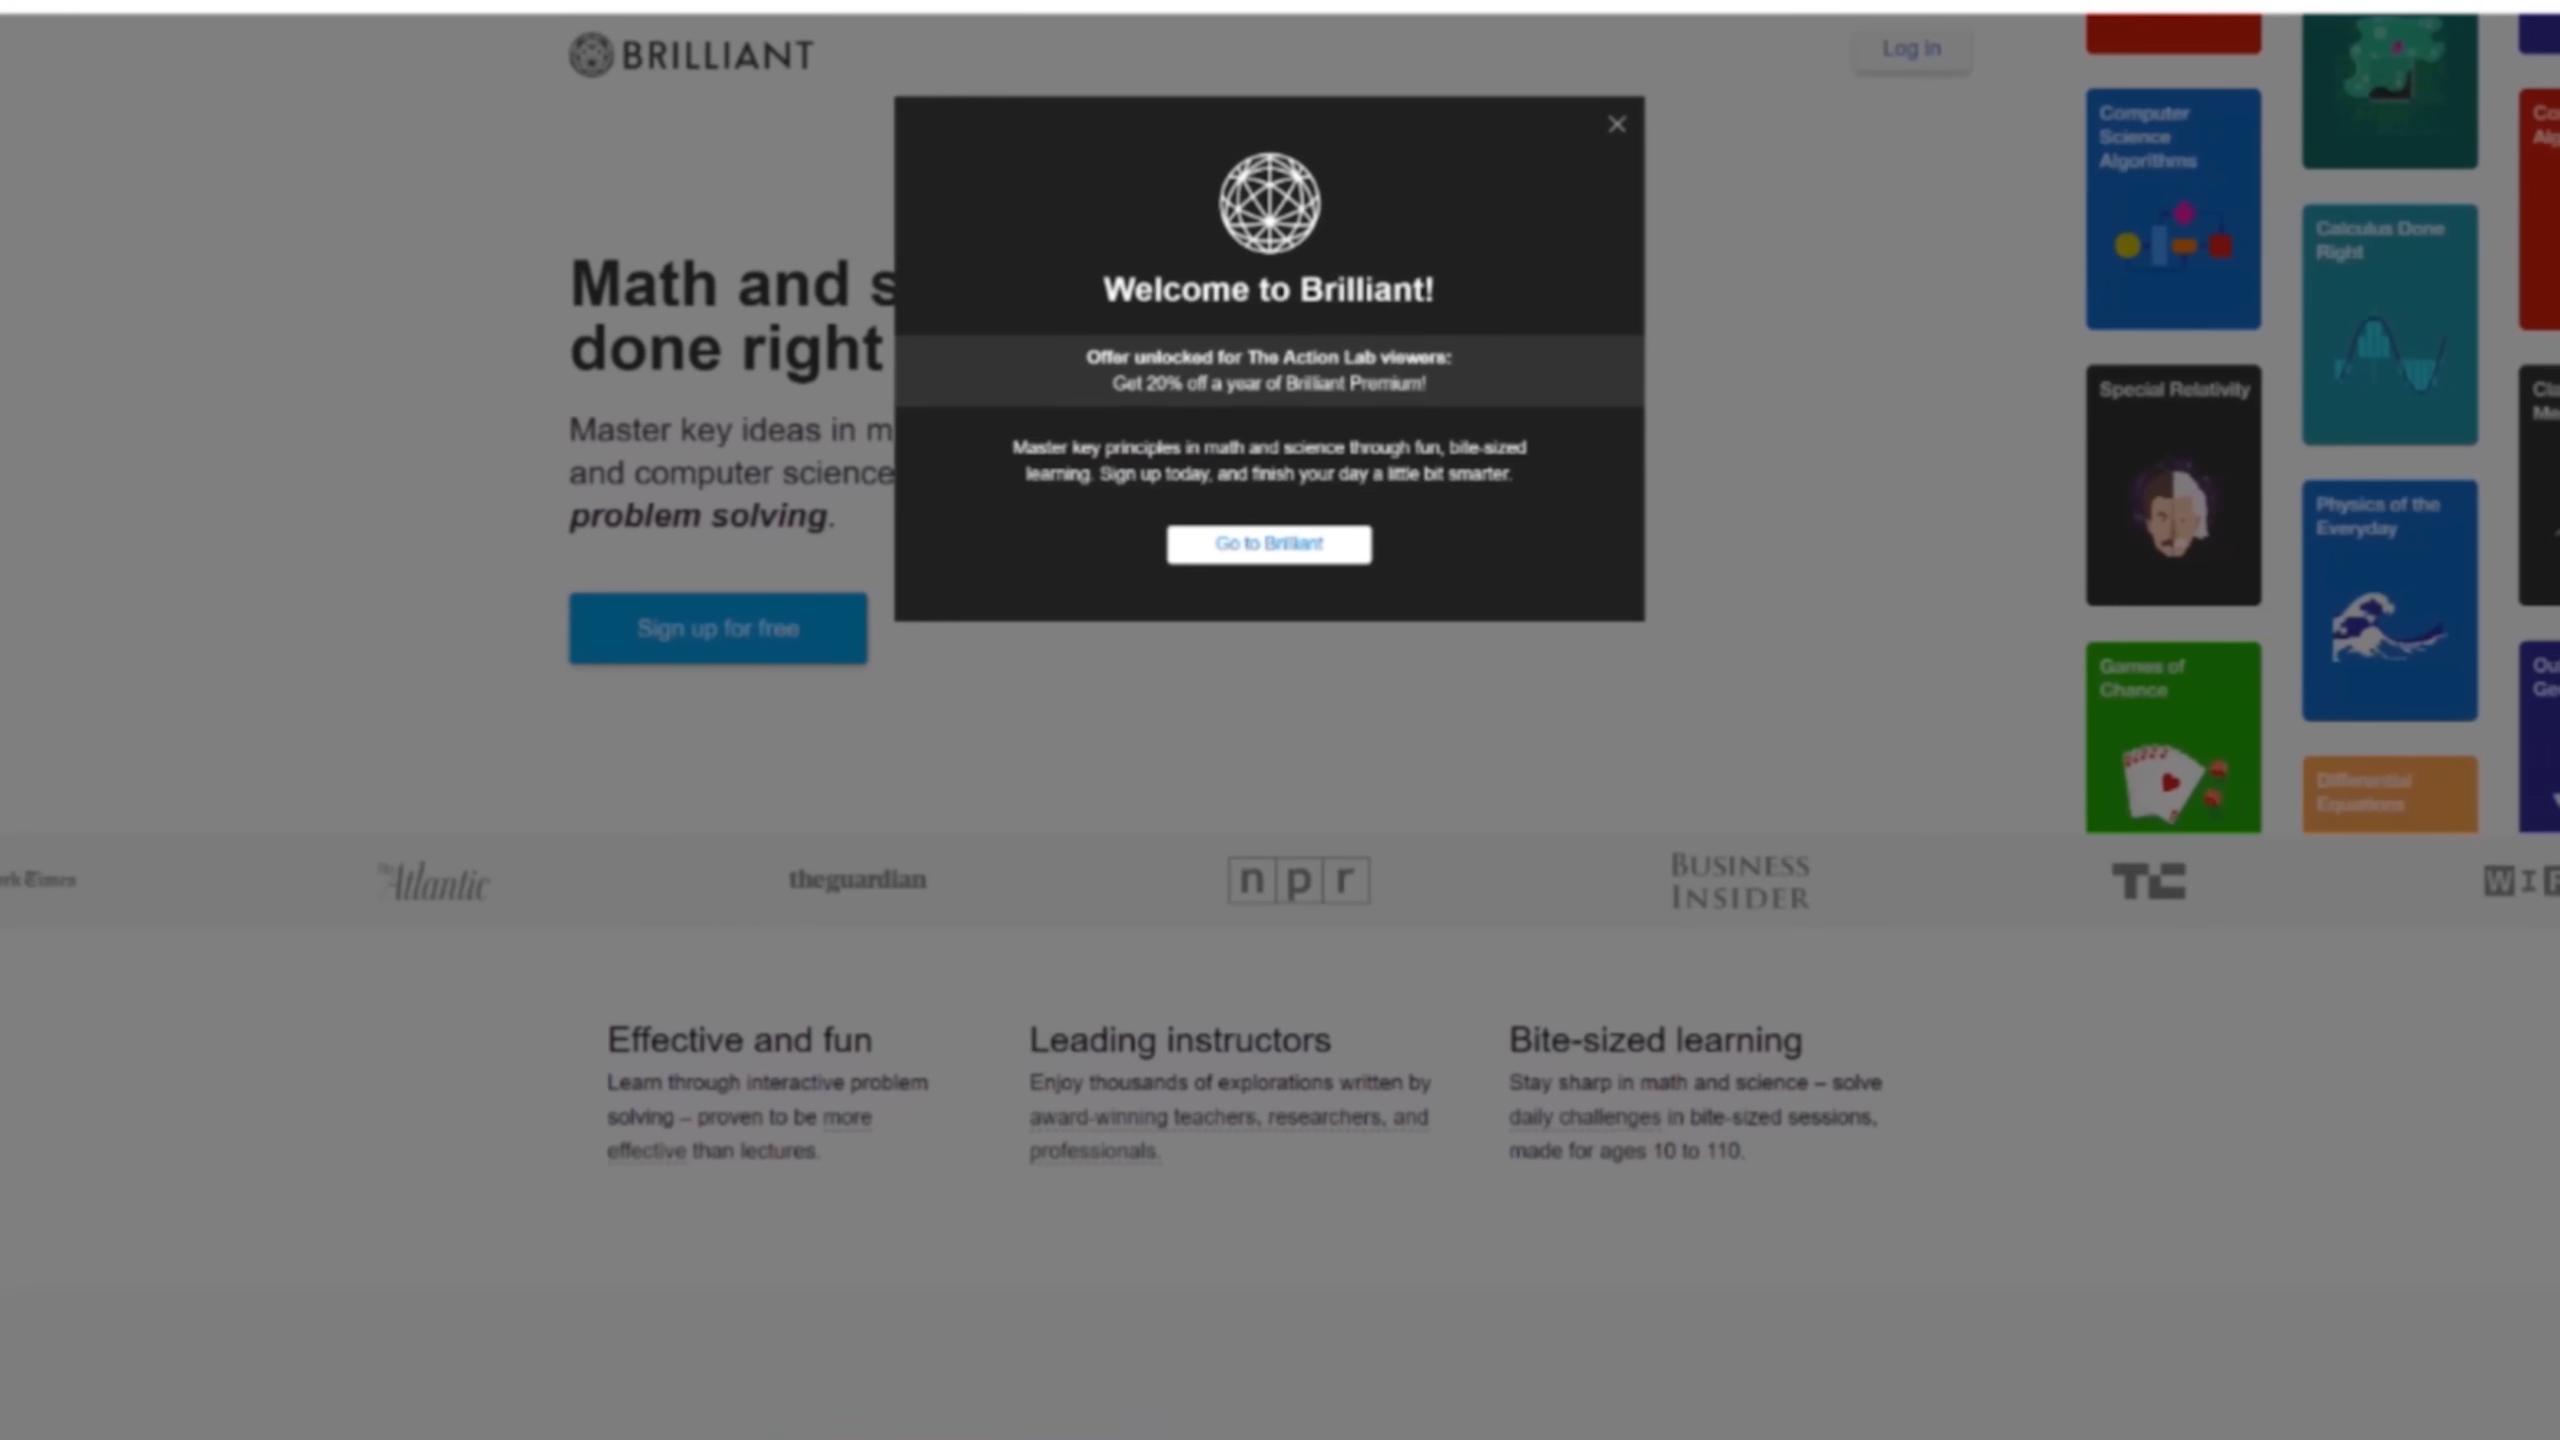 BRILLIANT
Log in
Math and s
done right
Master key ideas in m
and computer science
problem solving.
Sign up for free
Welcome to Brilliant!
Offer unlocked for The Action Lab viewers:
Get 20% off a year of Brilliant Premium!
Master key principles in math and science through fun, bite-sized
learning. Sign up today, and finish your day a little bit smarter.
Go to Brilliant
Computer
Science
Algorithms
Calculus Done
Right
Special Relativity
Physics of the
Everyday
Games of
Chance
Differential
Equations
Times
The Atlantic
theguardian
npr
BUSINESS
INSIDER
TC
Effective and fun
Learn through interactive problem
solving – proven to be more
effective than lectures.
Leading instructors
Enjoy thousands of explorations written by
award-winning teachers, researchers, and
professionals.
Bite-sized learning
Stay sharp in math and science – solve
daily challenges in bite-sized sessions,
made for ages 10 to 110.